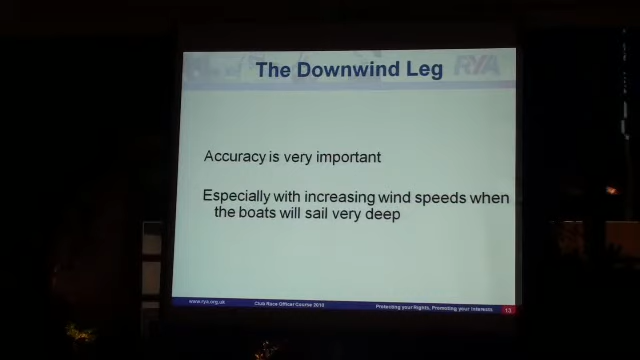 The Downwind Leg
RYA
Accuracy is very important
Especially with increasing wind speeds when
the boats will sail very deep
www.rya.org.uk Club Race Officer Course 2013 Protecting your Rights, Promoting your Interests 13